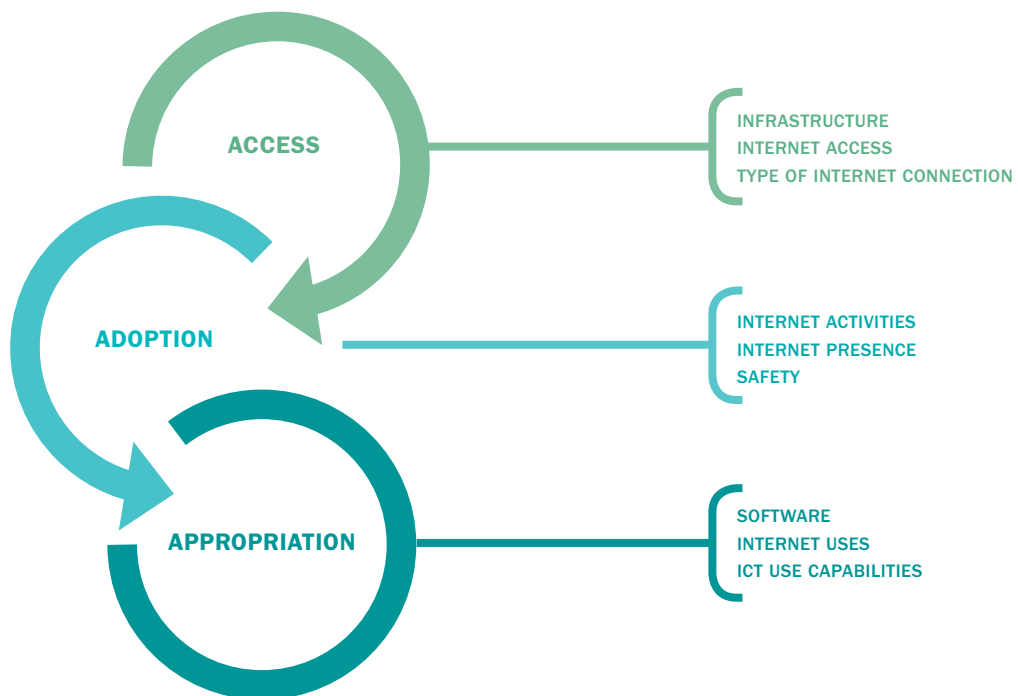 ACCESS
INFRASTRUCTURE
INTERNET ACCESS
TYPE OF INTERNET CONNECTION
ADOPTION
INTERNET ACTIVITIES
INTERNET PRESENCE
SAFETY
APPROPRIATION
SOFTWARE
INTERNET USES
ICT USE CAPABILITIES